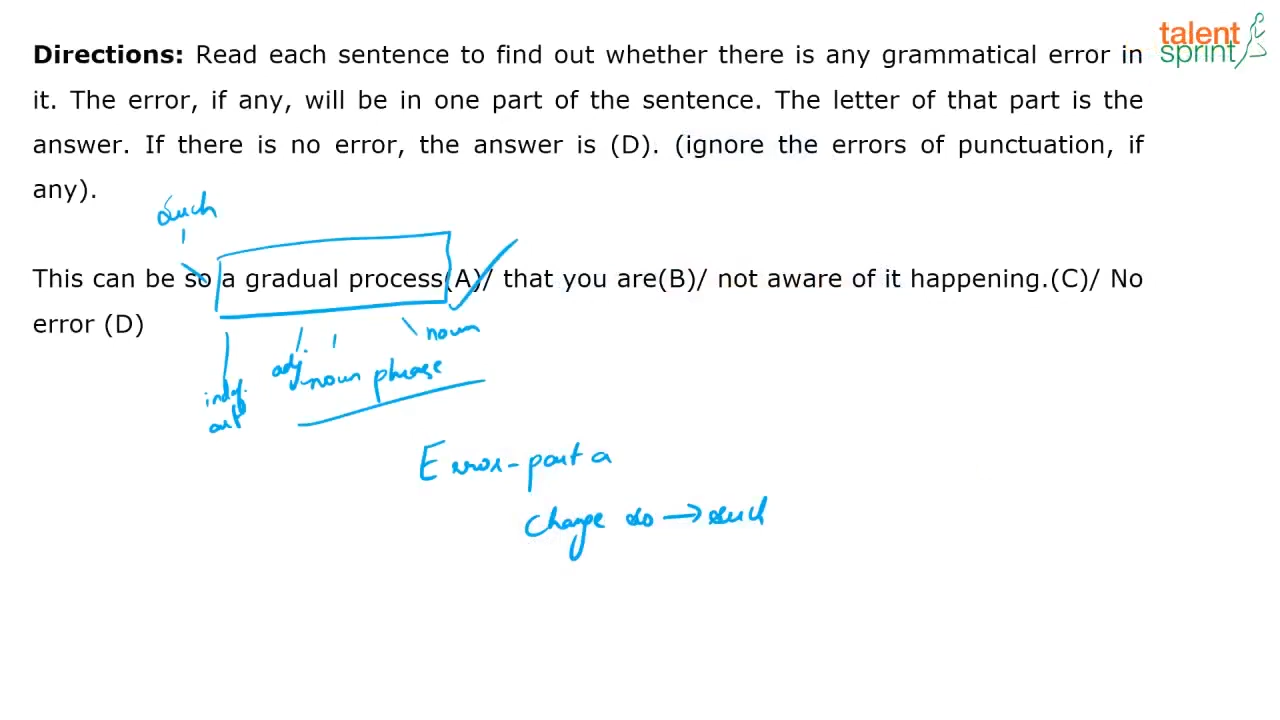 talent
sprint
Directions: Read each sentence to find out whether there is any grammatical error in
it. The error, if any, will be in one part of the sentence. The letter of that part is the
answer. If there is no error, the answer is (D). (ignore the errors of punctuation, if
any).
such
This can be so a gradual process(A)/ that you are(B)/ not aware of it happening.(C)/ No
error (D)
noun
adj.
noun phrase
indef.
art
Error - part a
Change so → such